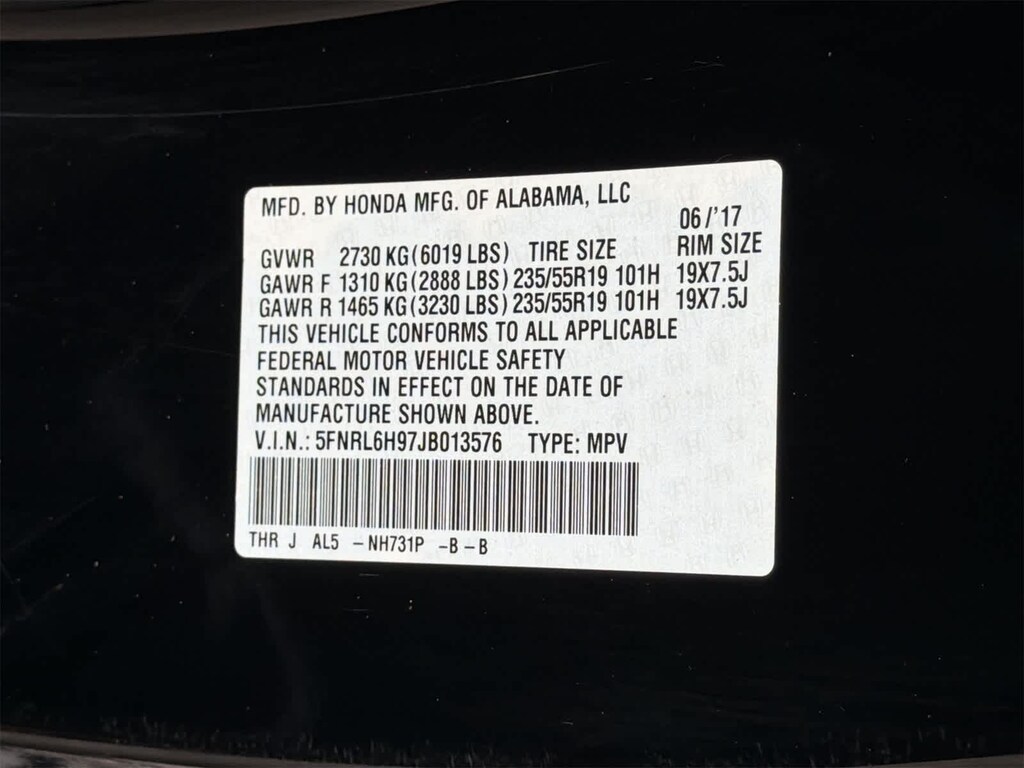 MFD. BY HONDA MFG. OF ALABAMA, LLC
06/'17
GVWR 2730 KG(6019 LBS) TIRE SIZE RIM SIZE
GAWR F 1310 KG(2888 LBS) 235/55R19 101H 19X7.5J
GAWR R 1465 KG(3230 LBS) 235/55R19 101H 19X7.5J
THIS VEHICLE CONFORMS TO ALL APPLICABLE
FEDERAL MOTOR VEHICLE SAFETY
STANDARDS IN EFFECT ON THE DATE OF
MANUFACTURE SHOWN ABOVE.
V.I.N.: 5FNRL6H97JB013576 TYPE: MPV
THR J AL5 -NH731P -B-B